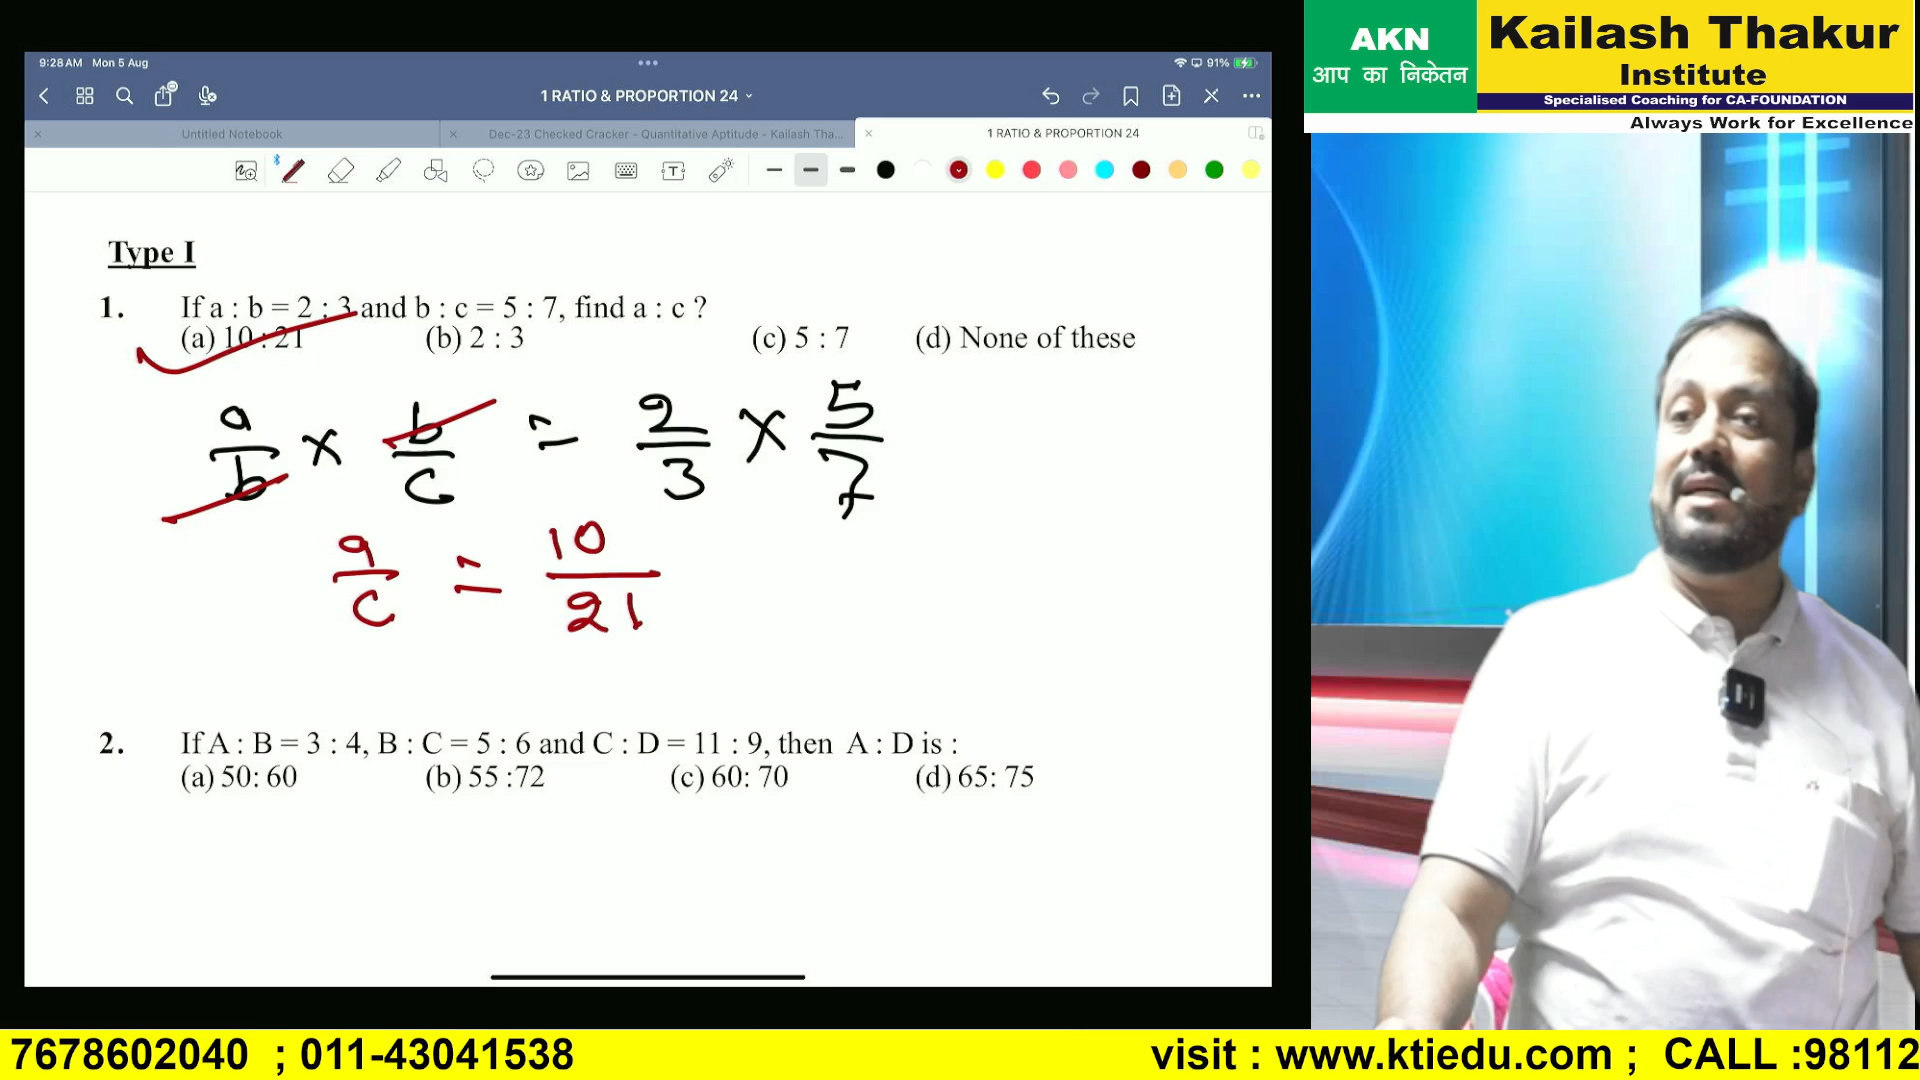 9:28 AM Mon 5 Aug
91%
1 RATIO & PROPORTION 24
Untitled Notebook
Dec-23 Checked Cracker - Quantitative Aptitude - Kailash Tha...
1 RATIO & PROPORTION 24
Type I
1. If a : b = 2 : 3 and b : c = 5 : 7, find a : c ?
(a) 10 : 21 (b) 2 : 3 (c) 5 : 7 (d) None of these
a/b × b/c = 2/3 × 5/7
a/c = 10/21
2. If A : B = 3 : 4, B : C = 5 : 6 and C : D = 11 : 9, then A : D is :
(a) 50: 60 (b) 55 :72 (c) 60: 70 (d) 65: 75
AKN
आप का निकेतन
Kailash Thakur
Institute
Specialised Coaching for CA-FOUNDATION
Always Work for Excellence
7678602040 ; 011-43041538 visit : www.ktiedu.com ; CALL :98112